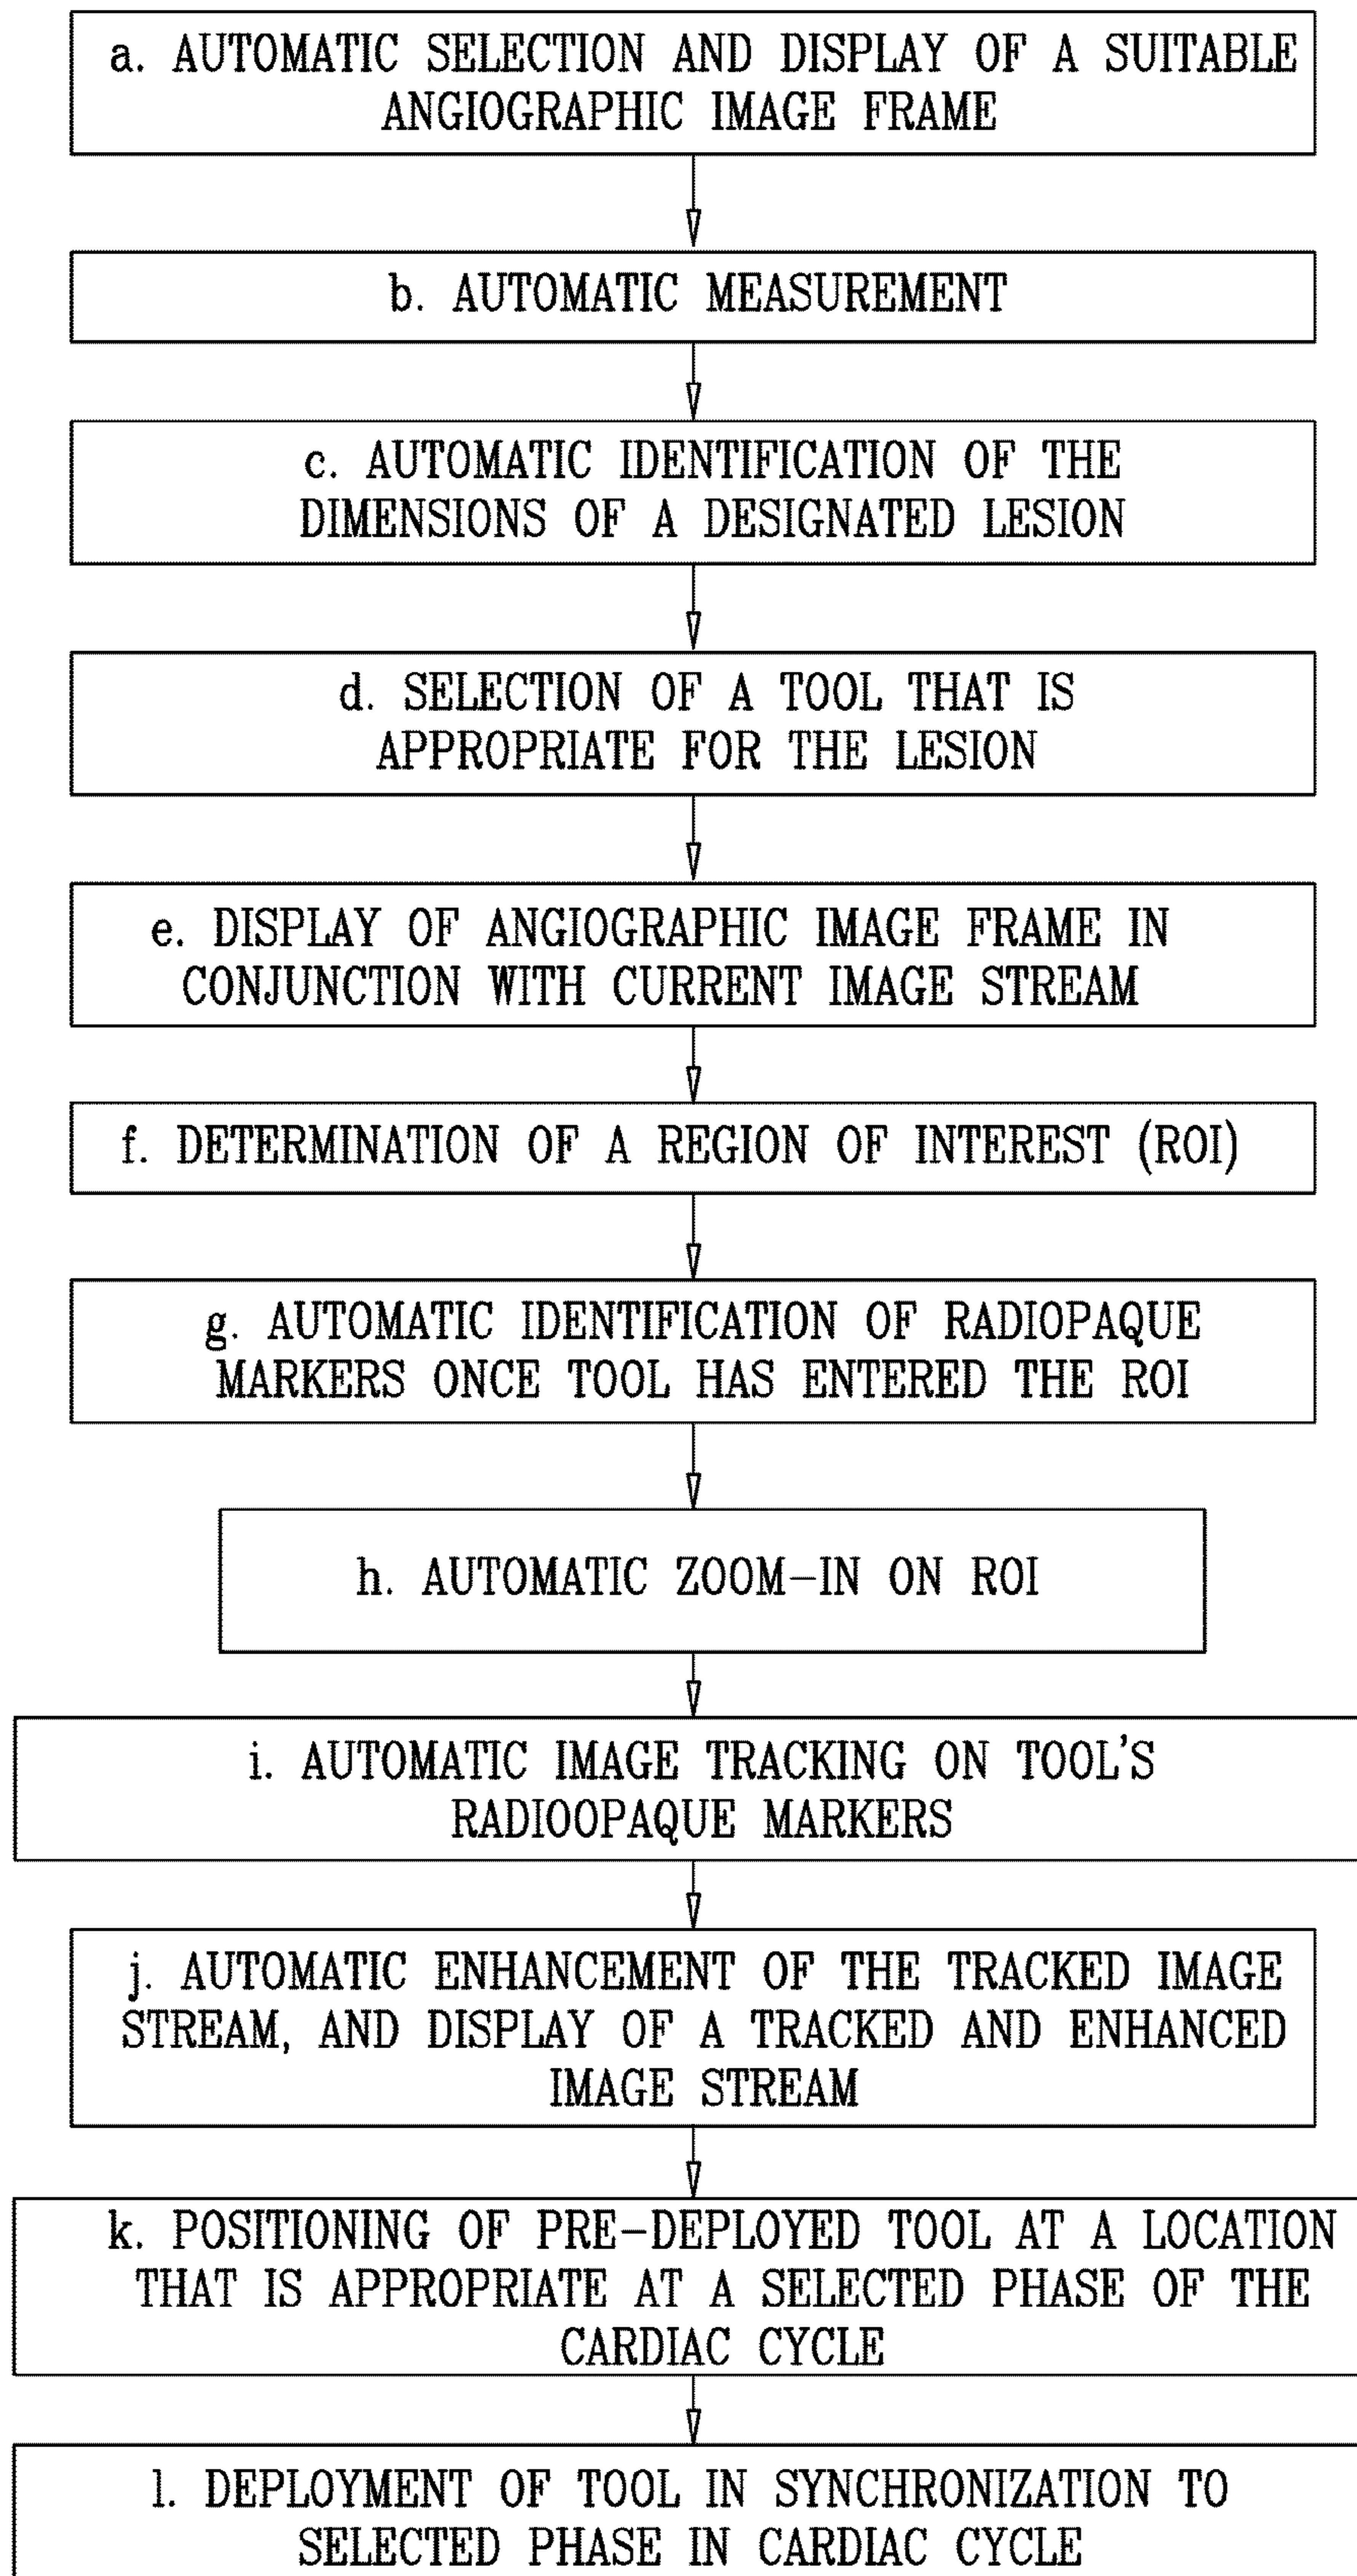 a. AUTOMATIC SELECTION AND DISPLAY OF A SUITABLE
ANGIOGRAPHIC IMAGE FRAME
b. AUTOMATIC MEASUREMENT
c. AUTOMATIC IDENTIFICATION OF THE
DIMENSIONS OF A DESIGNATED LESION
d. SELECTION OF A TOOL THAT IS
APPROPRIATE FOR THE LESION
e. DISPLAY OF ANGIOGRAPHIC IMAGE FRAME IN
CONJUNCTION WITH CURRENT IMAGE STREAM
f. DETERMINATION OF A REGION OF INTEREST (ROI)
g. AUTOMATIC IDENTIFICATION OF RADIOPAQUE
MARKERS ONCE TOOL HAS ENTERED THE ROI
h. AUTOMATIC ZOOM-IN ON ROI
i. AUTOMATIC IMAGE TRACKING ON TOOL'S
RADIOOPAQUE MARKERS
j. AUTOMATIC ENHANCEMENT OF THE TRACKED IMAGE
STREAM, AND DISPLAY OF A TRACKED AND ENHANCED
IMAGE STREAM
k. POSITIONING OF PRE-DEPLOYED TOOL AT A LOCATION
THAT IS APPROPRIATE AT A SELECTED PHASE OF THE
CARDIAC CYCLE
l. DEPLOYMENT OF TOOL IN SYNCHRONIZATION TO
SELECTED PHASE IN CARDIAC CYCLE